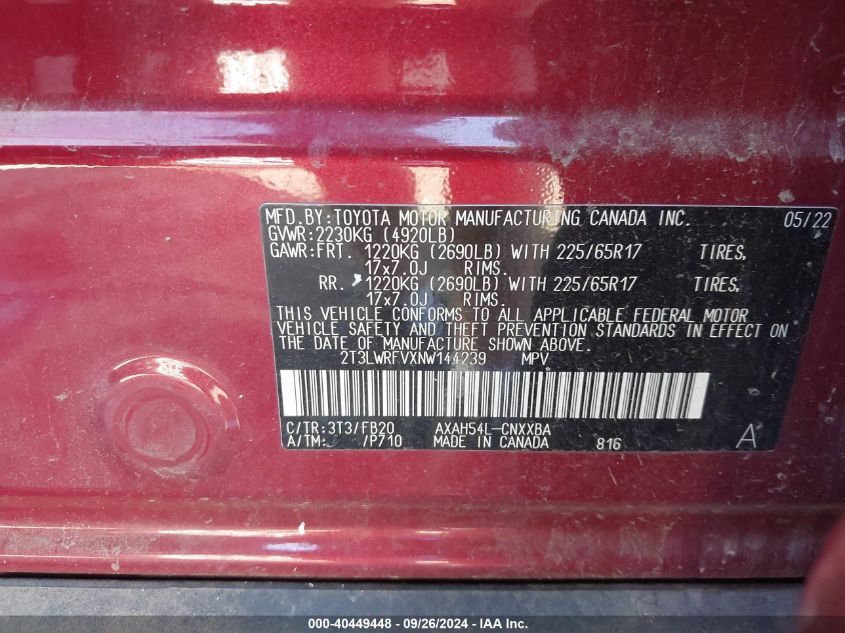 MFD.BY:TOYOTA MOTOR MANUFACTURING CANADA INC. 05/22
GVWR:2230KG (4920LB)
GAWR:FRT. 1220KG (2690LB) WITH 225/65R17 TIRES,
17x7.0J RIMS.
RR. 1220KG (2690LB) WITH 225/65R17 TIRES,
17x7.0J RIMS.
THIS VEHICLE CONFORMS TO ALL APPLICABLE FEDERAL MOTOR
VEHICLE SAFETY AND THEFT PREVENTION STANDARDS IN EFFECT ON
THE DATE OF MANUFACTURE SHOWN ABOVE.
2T3LWRFVXNW144239 MPV
C/TR:3T3/FB20 AXAH54L-CNXXBA
A/TM: /P710 MADE IN CANADA 816 A
000-40449448 - 09/26/2024 - IAA Inc.